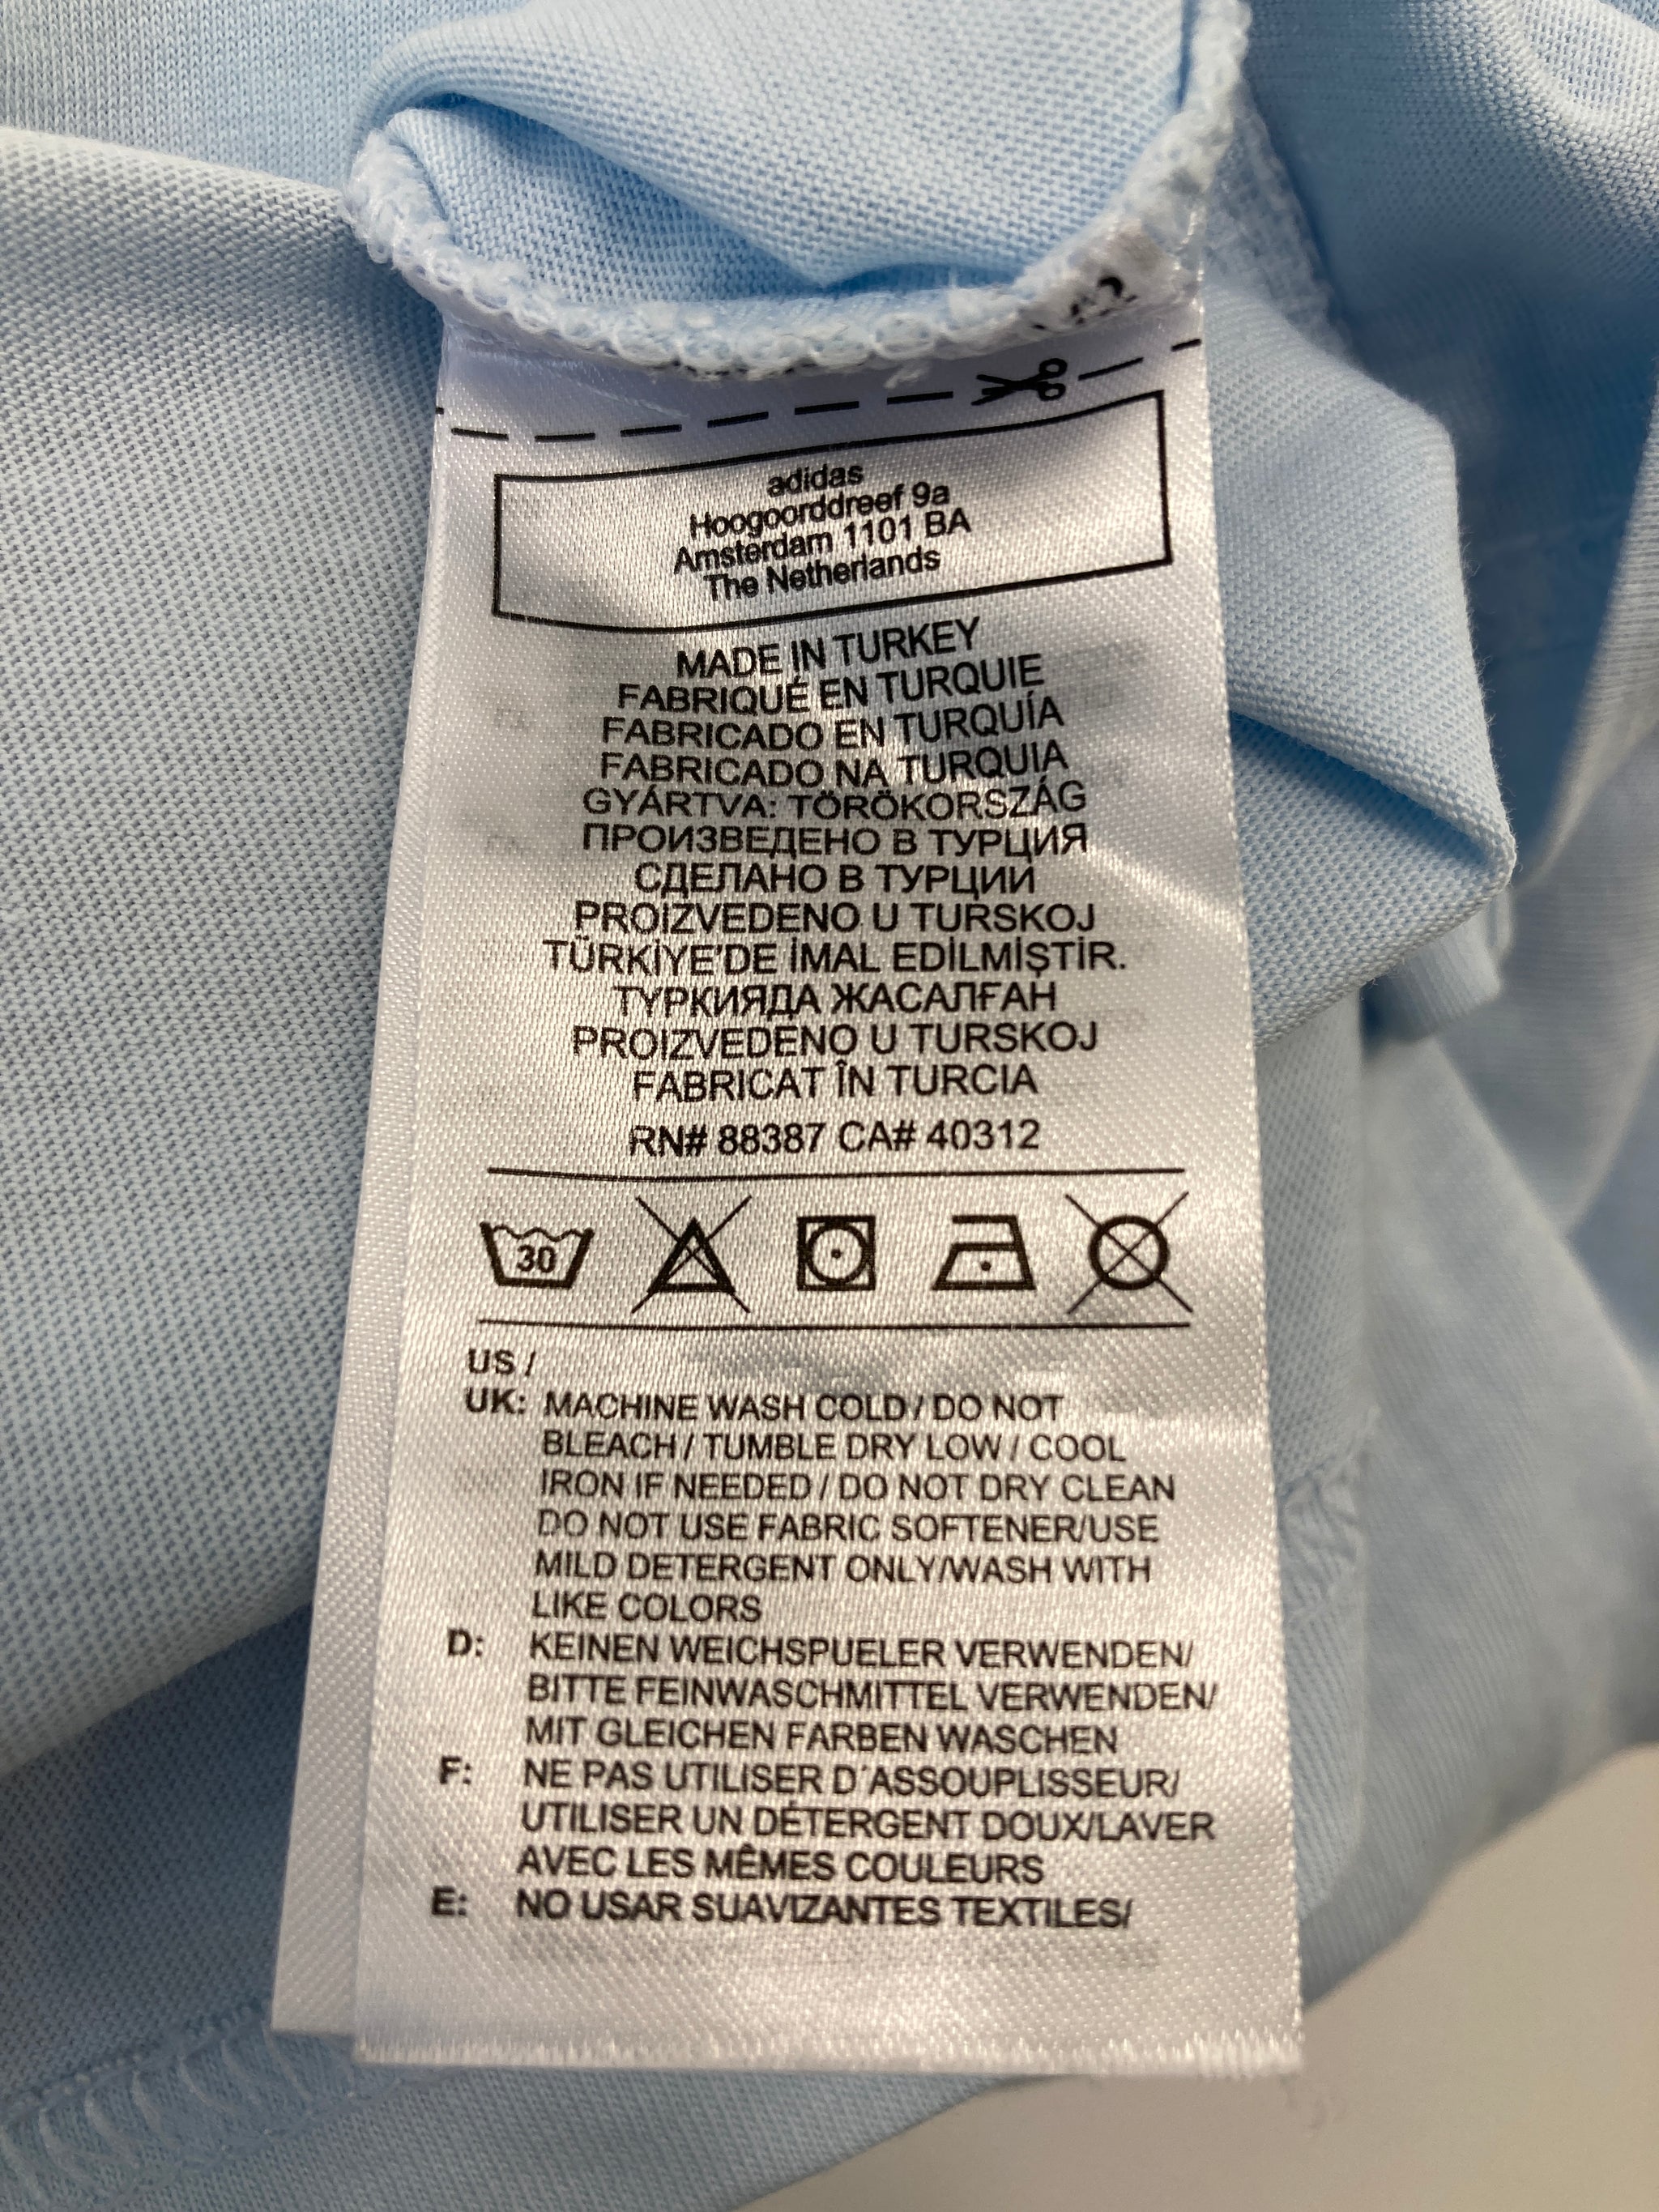 adidas
Hoogoorddreef 9a
Amsterdam 1101 BA
The Netherlands
MADE IN TURKEY
FABRIQUÉ EN TURQUIE
FABRICADO EN TURQUÍA
FABRICADO NA TURQUIA
GYÁRTVA: TÖRÖKORSZÁG
ПРОИЗВЕДЕНО В ТУРЦИЯ
СДЕЛАНО В ТУРЦИИ
PROIZVEDENO U TURSKOJ
TÜRKİYE'DE İMAL EDİLMİŞTİR.
ТУРКИЯДА ЖАСАЛҒАН
PROIZVEDENO U TURSKOJ
FABRICAT ÎN TURCIA
RN# 88387 CA# 40312
30
US /
UK: MACHINE WASH COLD / DO NOT
BLEACH / TUMBLE DRY LOW / COOL
IRON IF NEEDED / DO NOT DRY CLEAN
DO NOT USE FABRIC SOFTENER/USE
MILD DETERGENT ONLY/WASH WITH
LIKE COLORS
D: KEINEN WEICHSPUELER VERWENDEN/
BITTE FEINWASCHMITTEL VERWENDEN/
MIT GLEICHEN FARBEN WASCHEN
F: NE PAS UTILISER D´ASSOUPLISSEUR/
UTILISER UN DÉTERGENT DOUX/LAVER
AVEC LES MÊMES COULEURS
E: NO USAR SUAVIZANTES TEXTILES/